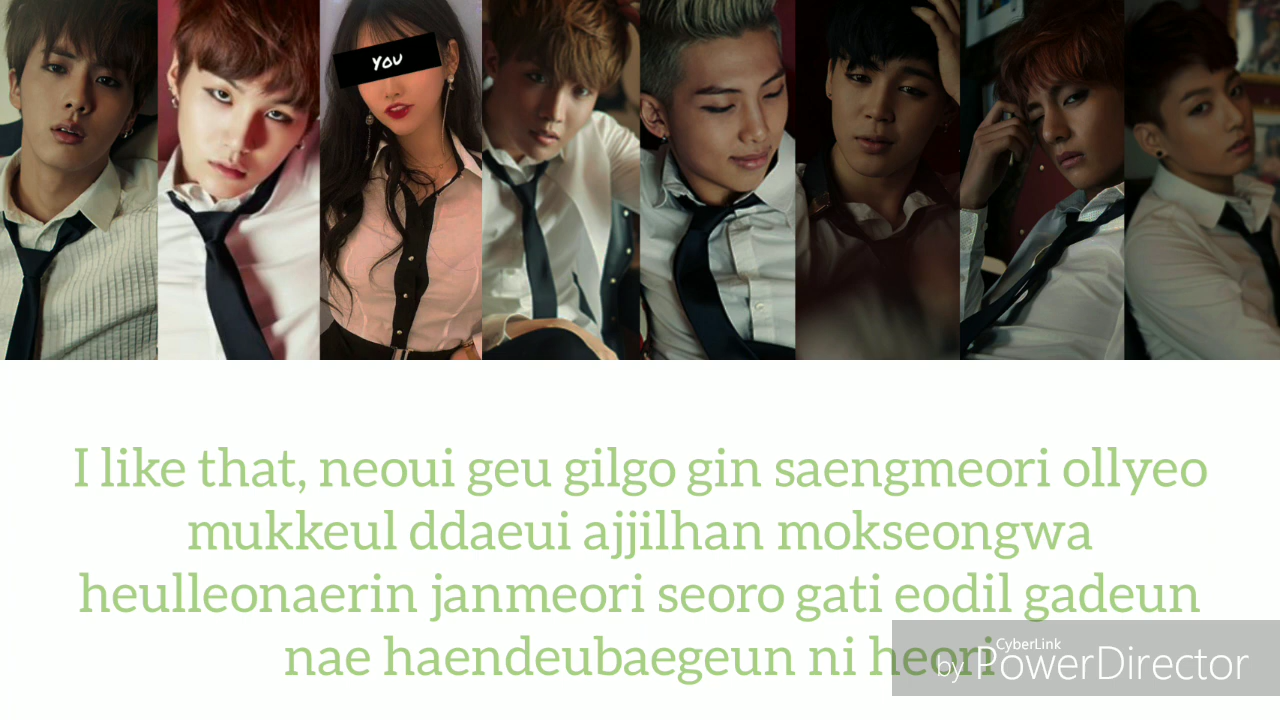 YOU
I like that, neoui geu gilgo gin saengmeori ollyeo
mukkeul ddaeui ajjilhan mokseongwa
heulleonaerin janmeori seoro gati eodil gadeun
nae haendeubaegeun ni heori
CyberLink
by PowerDirector